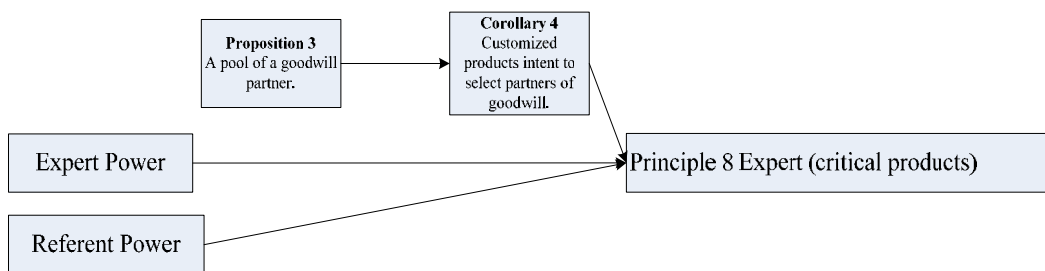 Proposition 3
A pool of a goodwill
partner.
Corollary 4
Customized
products intent to
select partners of
goodwill.
Expert Power
Principle 8 Expert (critical products)
Referent Power